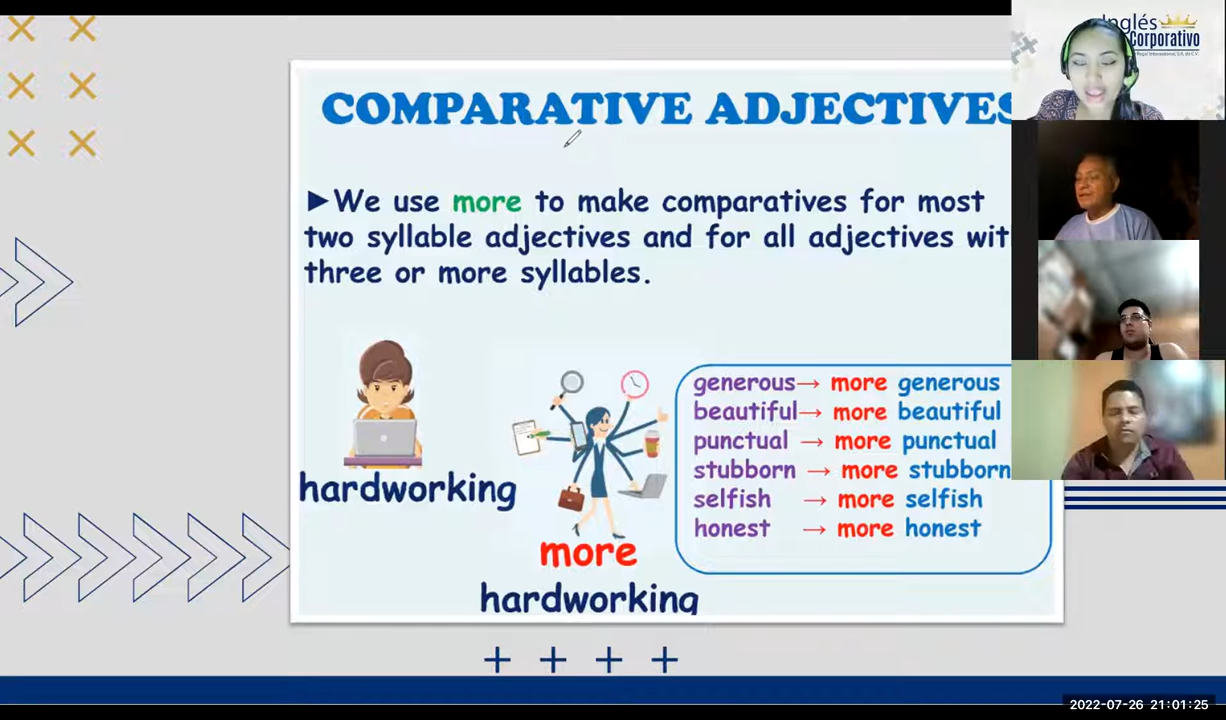 Inglés
Corporativo
COMPARATIVE ADJECTIVES
►We use more to make comparatives for most
two syllable adjectives and for all adjectives wit
three or more syllables.
generous→ more generous
beautiful→ more beautiful
punctual → more punctual
stubborn → more stubborn
selfish → more selfish
honest → more honest
hardworking
more
hardworking
2022-07-26 21:01:25